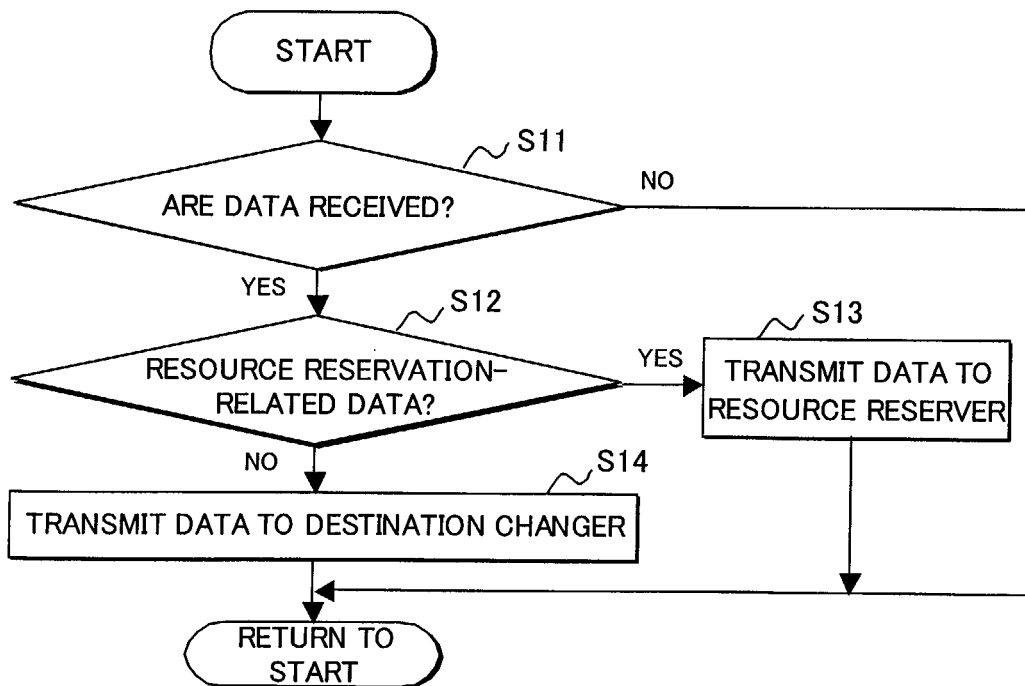 START
S11
ARE DATA RECEIVED?
NO
YES
S12
RESOURCE RESERVATION-
RELATED DATA?
YES
S13
TRANSMIT DATA TO
RESOURCE RESERVER
NO
S14
TRANSMIT DATA TO DESTINATION CHANGER
RETURN TO
START